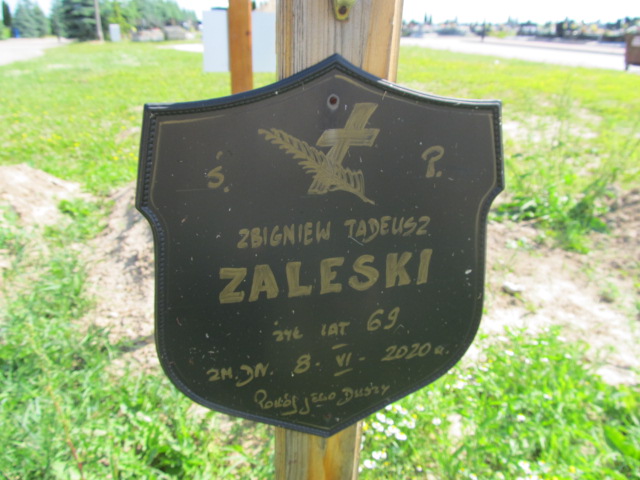 Ś. P.
ZBIGNIEW TADEUSZ
ZALESKI
ŻYŁ LAT 69
ZM. DN. 8. VI. 2020 R.
Pokój Jego Duszy